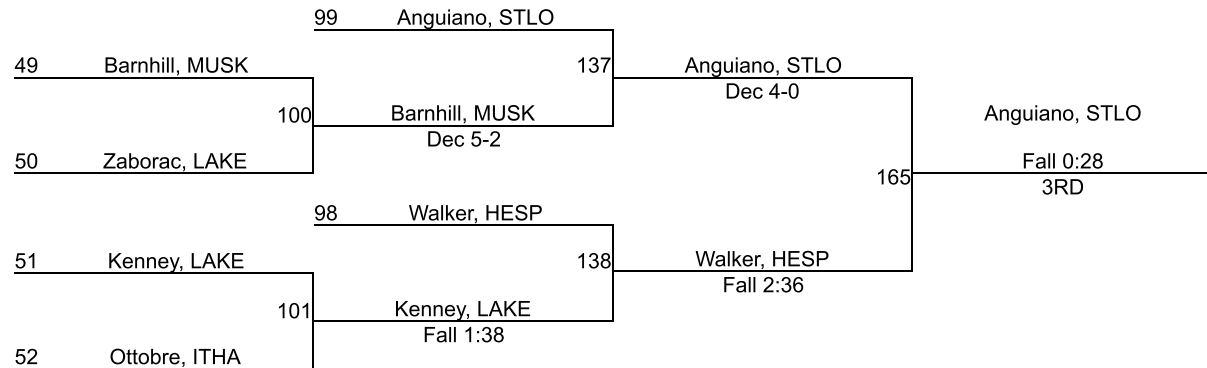 99 Anguiano, STLO
49 Barnhill, MUSK
137 Anguiano, STLO
Dec 4-0
100 Barnhill, MUSK
Dec 5-2
Anguiano, STLO
50 Zaborac, LAKE
Fall 0:28
165
3RD
98 Walker, HESP
51 Kenney, LAKE
138 Walker, HESP
Fall 2:36
101 Kenney, LAKE
Fall 1:38
52 Ottobre, ITHA